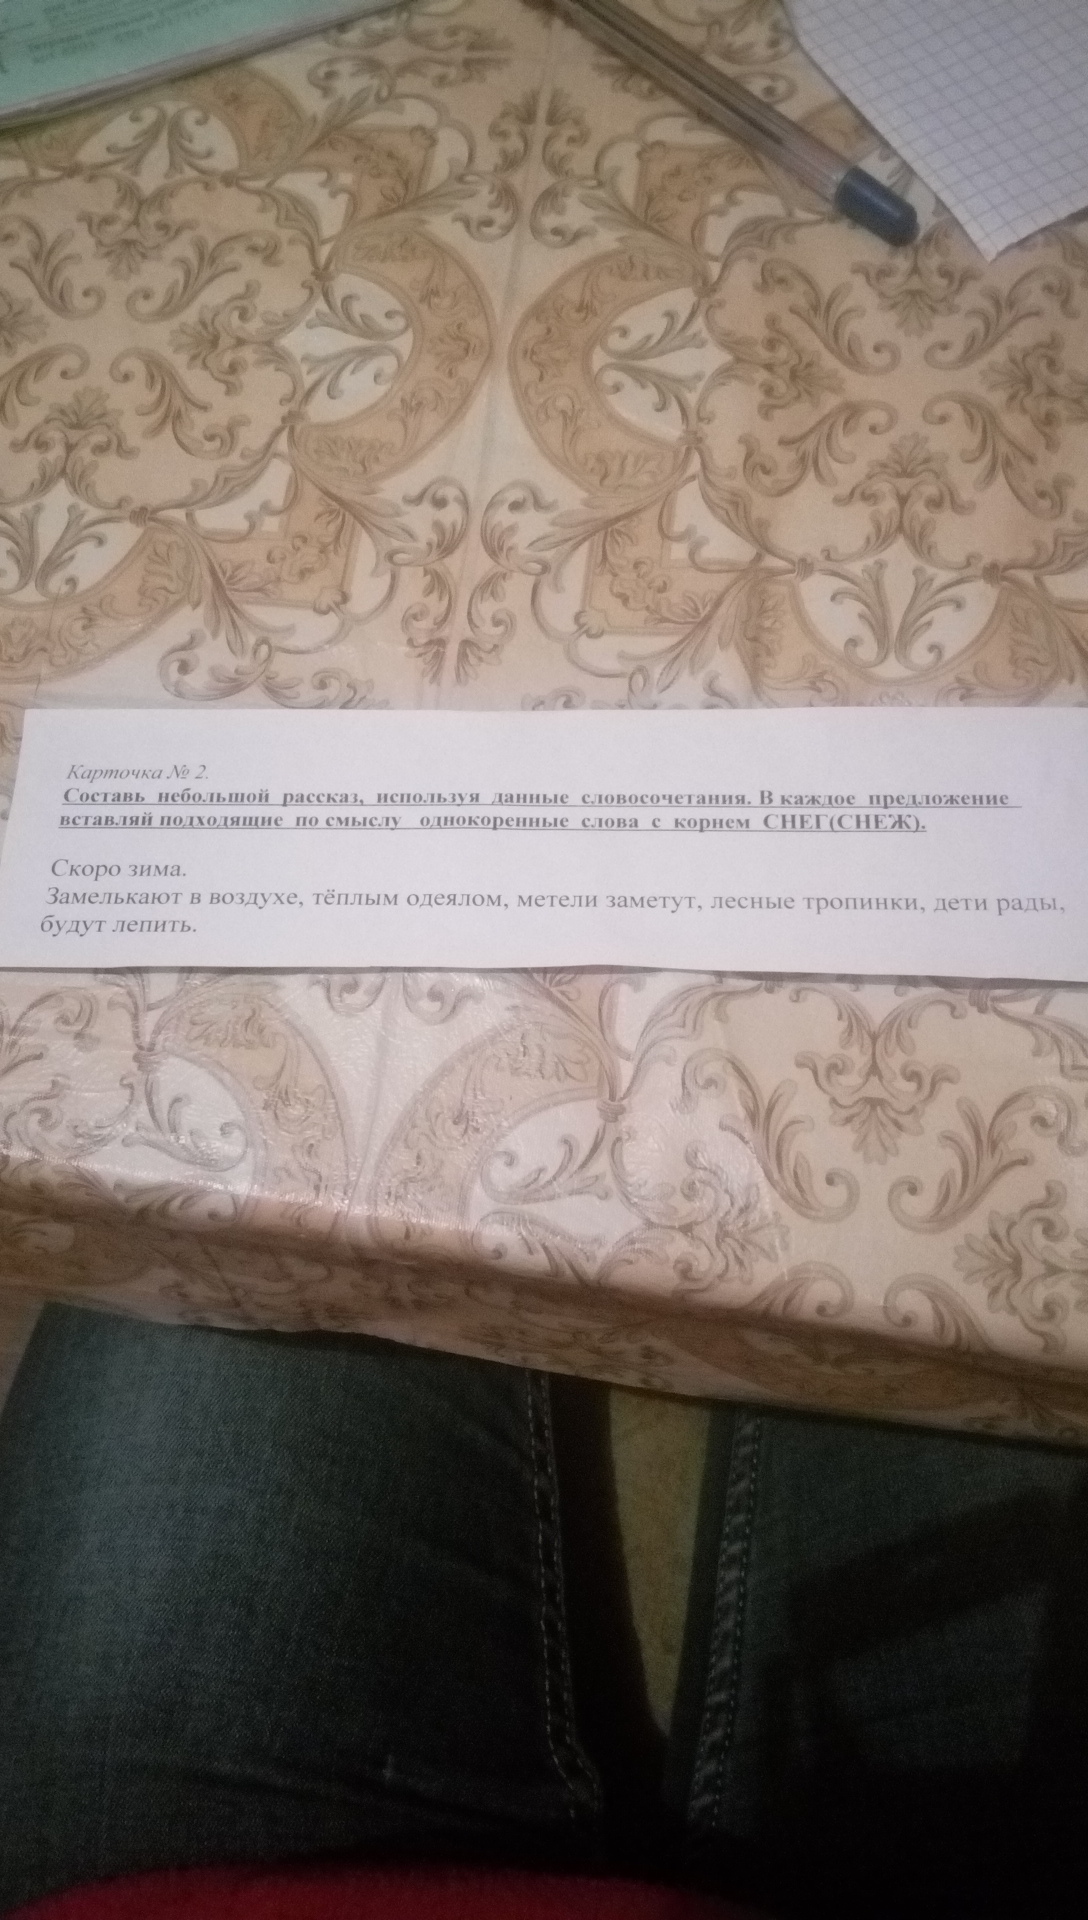 Карточка № 2.
Составь небольшой рассказ, используя данные словосочетания. В каждое предложение
вставляй подходящие по смыслу однокоренные слова с корнем СНЕГ(СНЕЖ).
Скоро зима.
Замелькают в воздухе, тёплым одеялом, метели заметут, лесные тропинки, дети рады,
будут лепить.